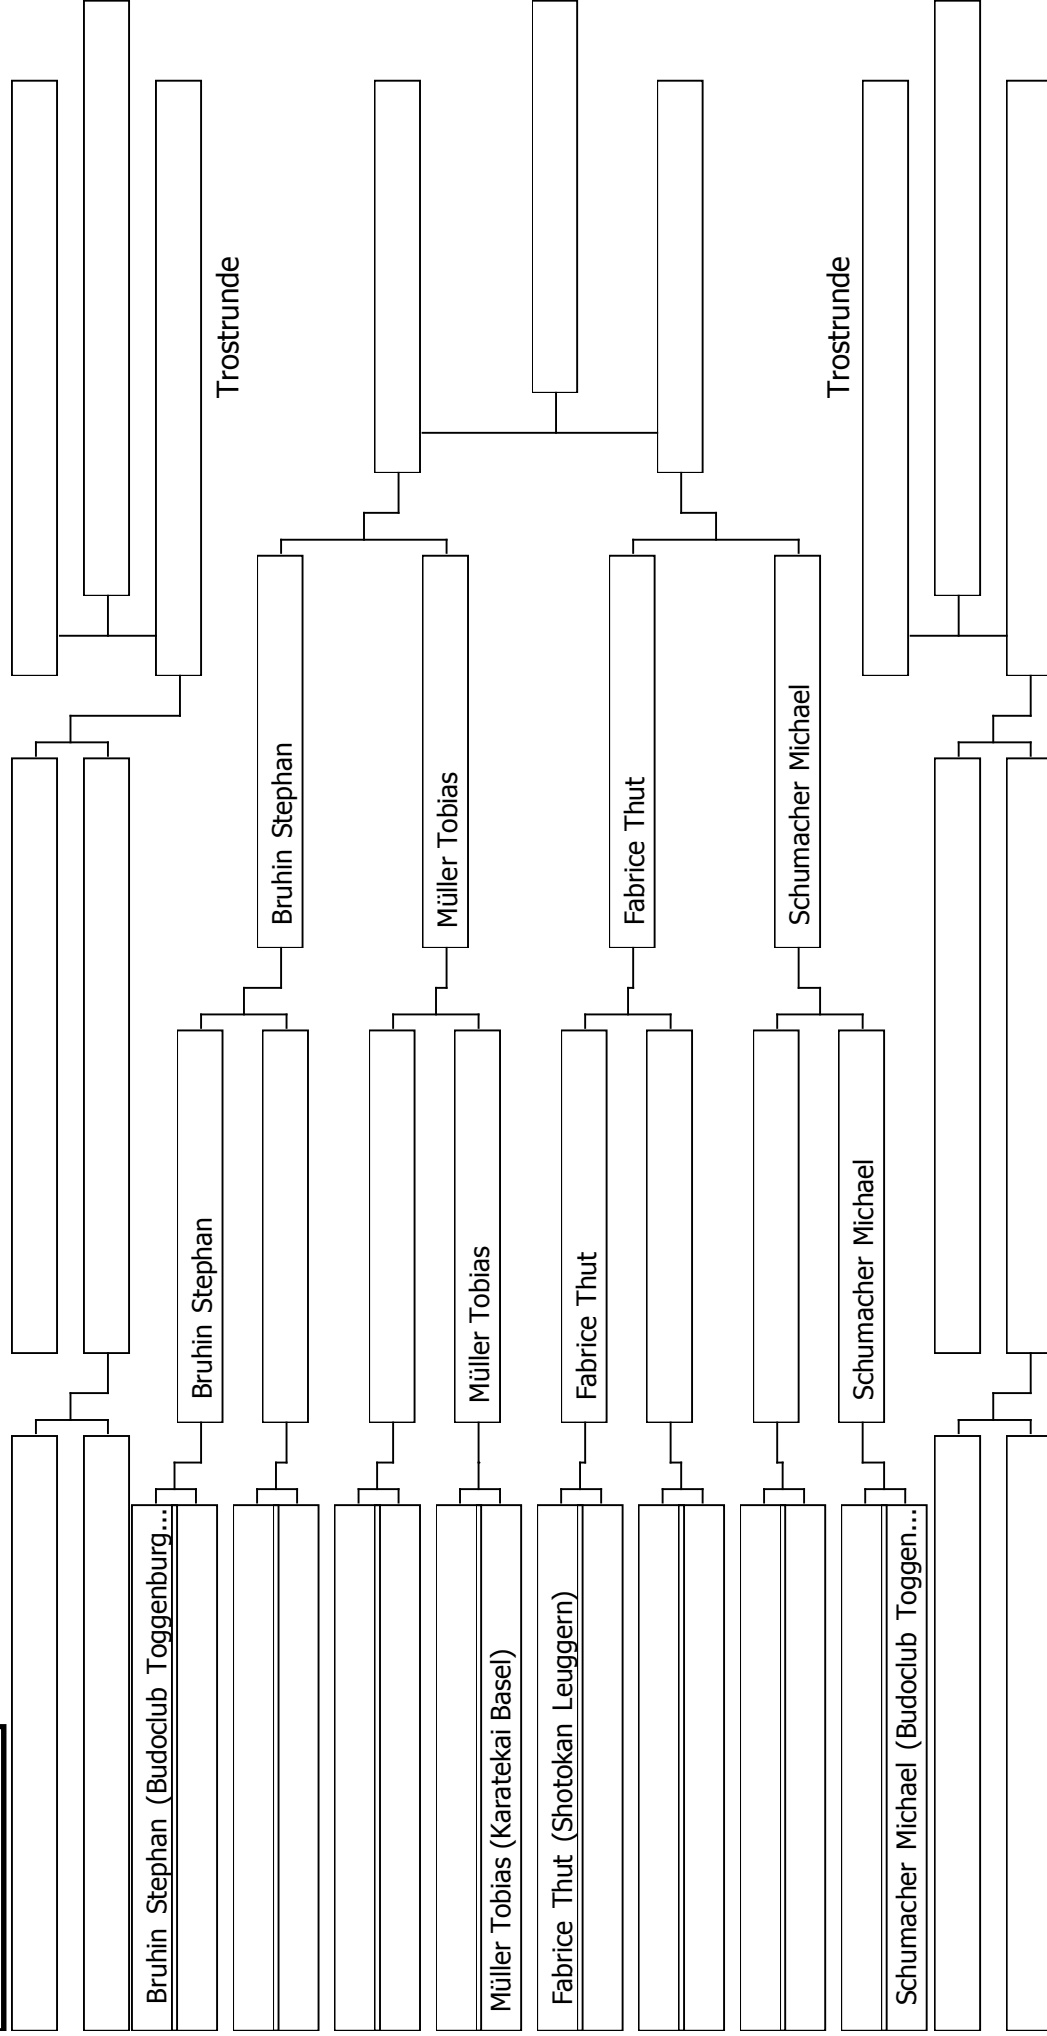 Bruhin Stephan (Budoclub Toggenburg...
Müller Tobias (Karatekai Basel)
Fabrice Thut (Shotokan Leuggern)
Schumacher Michael (Budoclub Toggen...
Bruhin Stephan
Müller Tobias
Fabrice Thut
Schumacher Michael
Bruhin Stephan
Müller Tobias
Fabrice Thut
Schumacher Michael
Trostrunde
Trostrunde